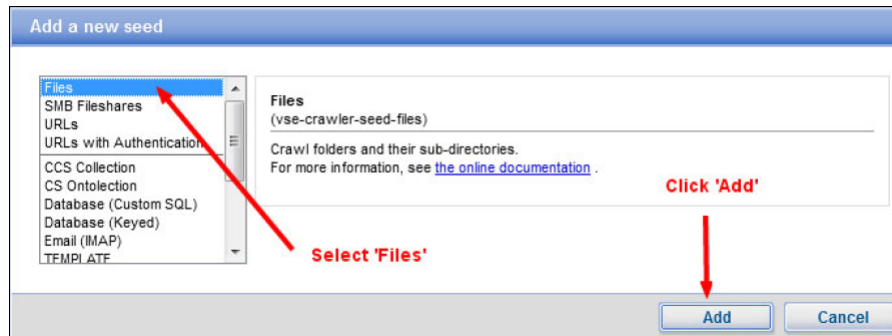 Add a new seed
Files
SMB Fileshares
URLs
URLs with Authentication
CCS Collection
CS Ontolection
Database (Custom SQL)
Database (Keyed)
Email (IMAP)
TEMPLATE
Files
(vse-crawler-seed-files)
Crawl folders and their sub-directories.
For more information, see the online documentation .
Click 'Add'
Select 'Files'
Add
Cancel